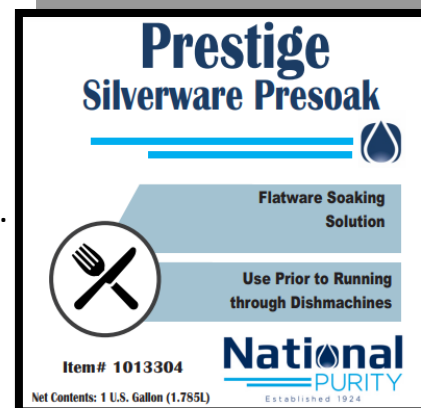 Prestige
Silverware Presoak
Flatware Soaking
Solution
Use Prior to Running
through Dishmachines
Item# 1013304
Net Contents: 1 U.S. Gallon (1.785L)
National
PURITY
Established 1924